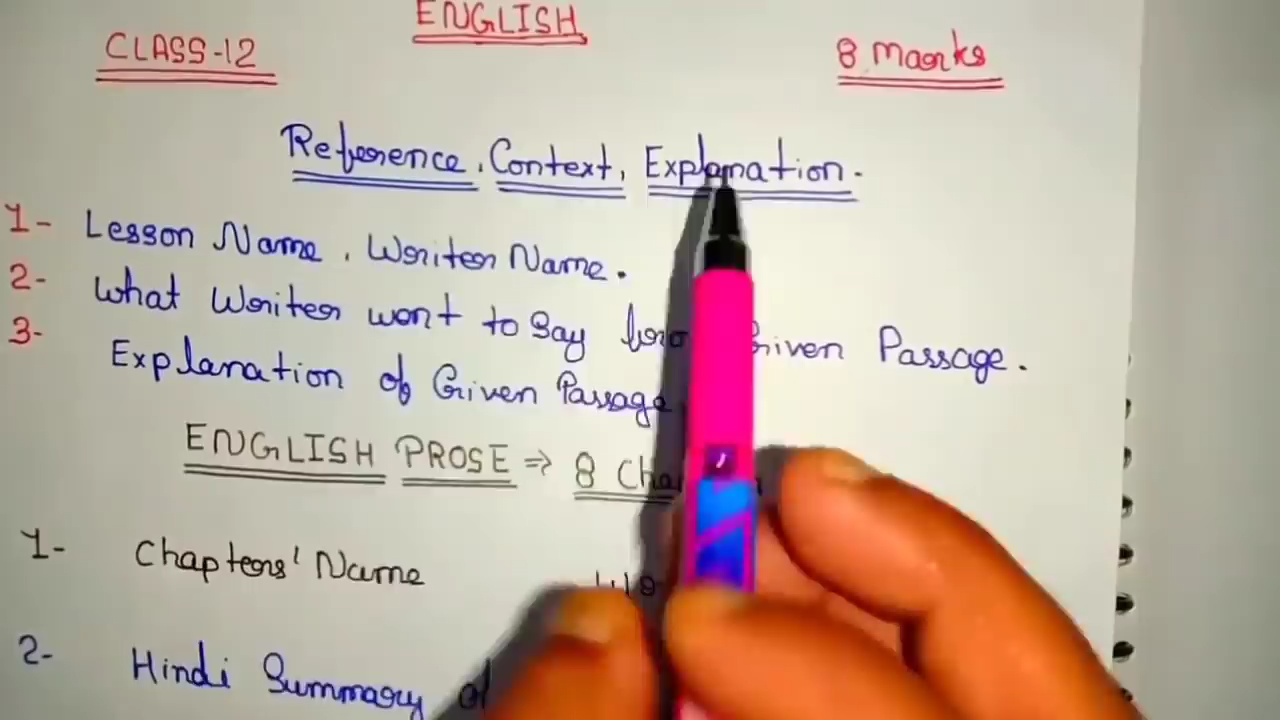 ENGLISH
CLASS-12
8 Marks
Reference, Context, Explanation.
1- Lesson Name, Writer Name.
2- What Writer want to Say Given Passage.
3- Explanation of Given Passage
ENGLISH PROSE ⇒ 8
1- Chapters' Name
2- Hindi Summary of